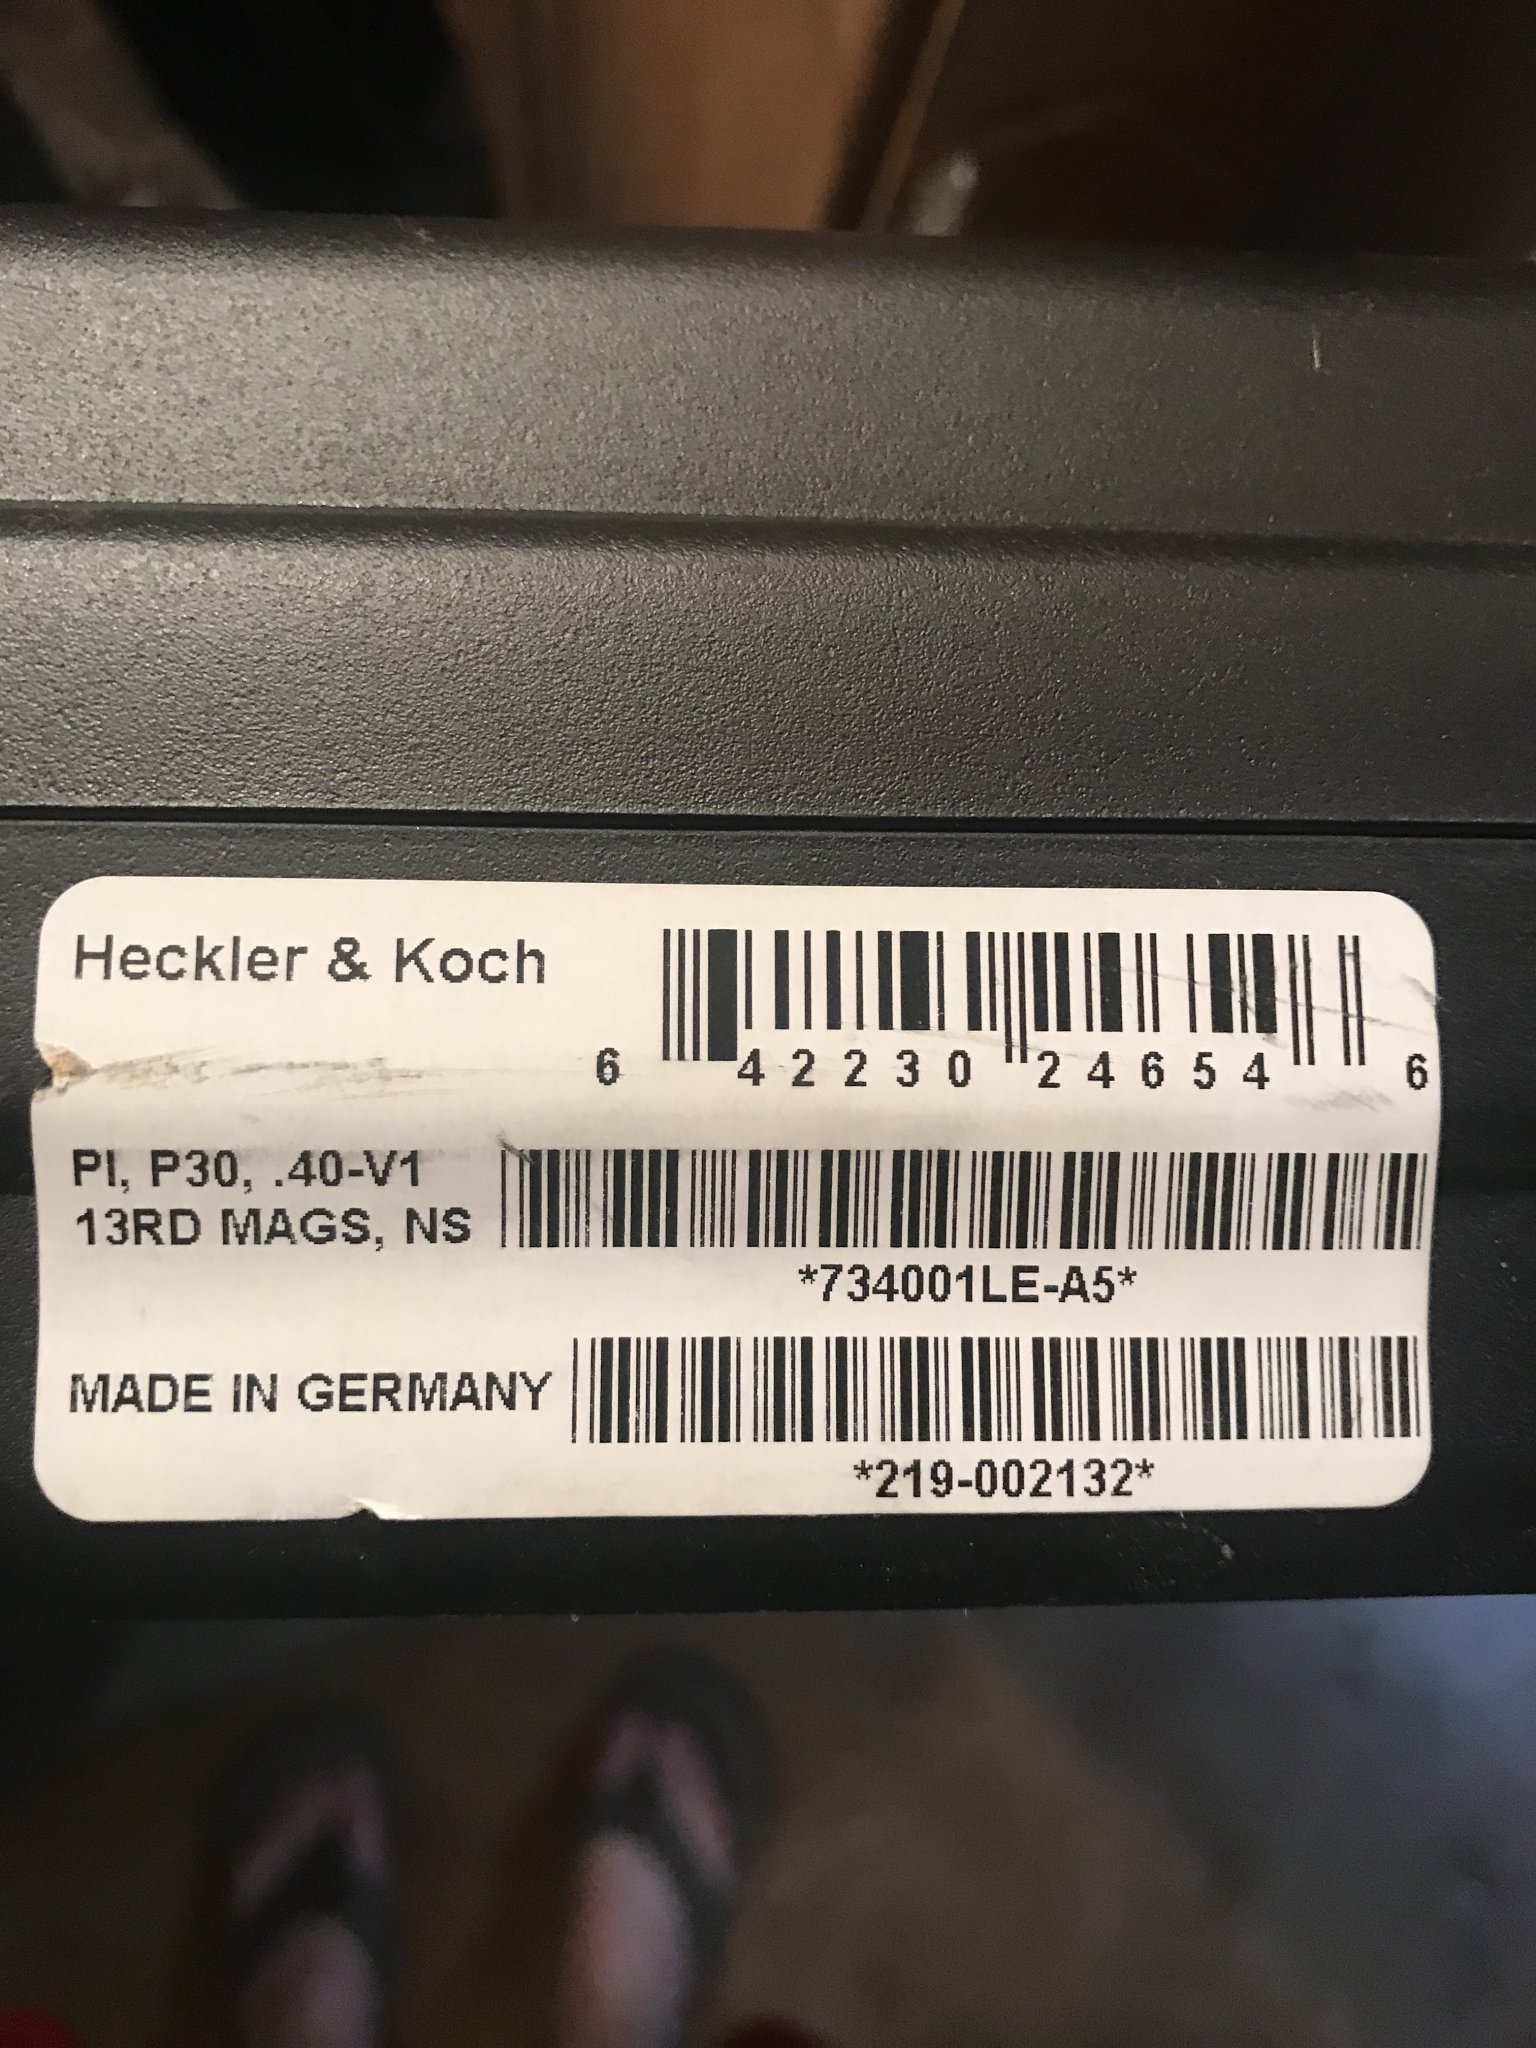 Heckler & Koch
6 42230 24654 6
PI, P30, .40-V1
13RD MAGS, NS
*734001LE-A5*
MADE IN GERMANY
*219-002132*